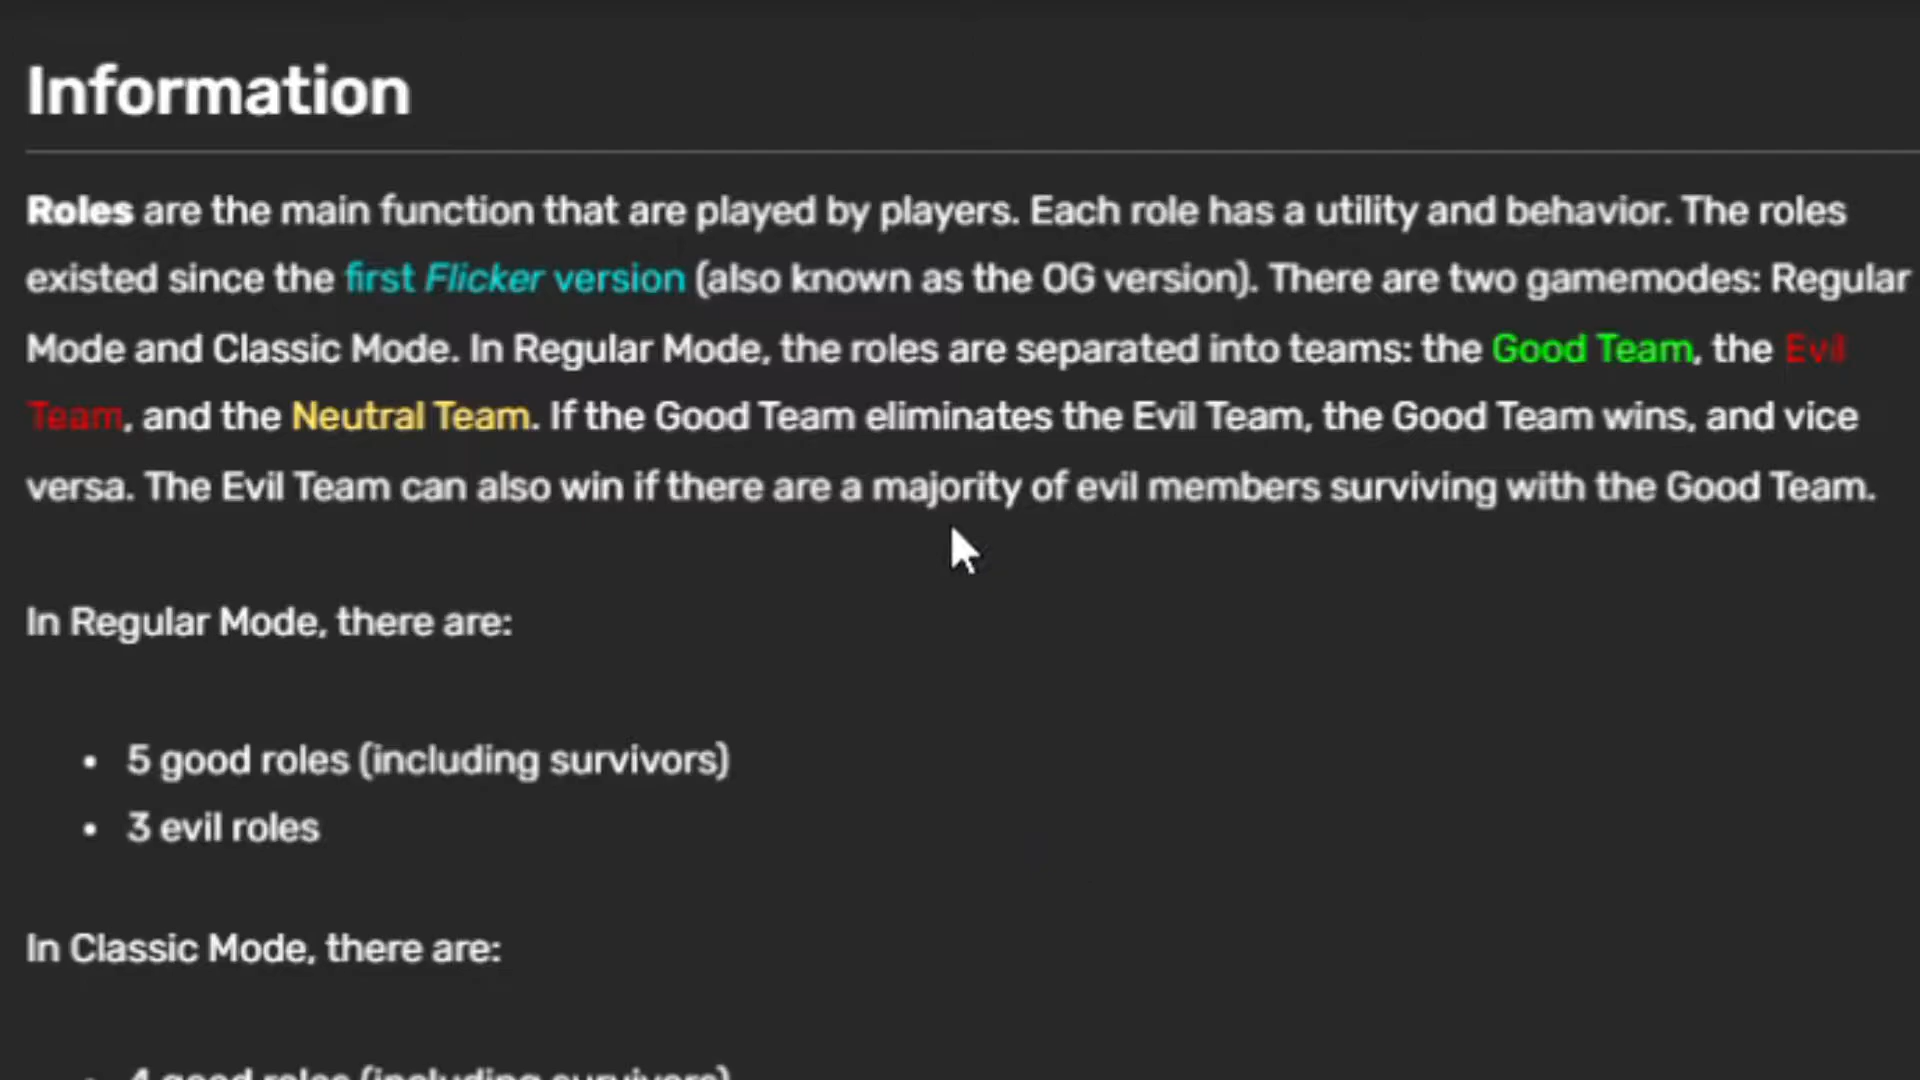 Information
Roles are the main function that are played by players. Each role has a utility and behavior. The roles
existed since the first Flicker version (also known as the OG version). There are two gamemodes: Regular
Mode and Classic Mode. In Regular Mode, the roles are separated into teams: the Good Team, the Evil
Team, and the Neutral Team. If the Good Team eliminates the Evil Team, the Good Team wins, and vice
versa. The Evil Team can also win if there are a majority of evil members surviving with the Good Team.
In Regular Mode, there are:
• 5 good roles (including survivors)
• 3 evil roles
In Classic Mode, there are:
• 4 good roles (including survivors)